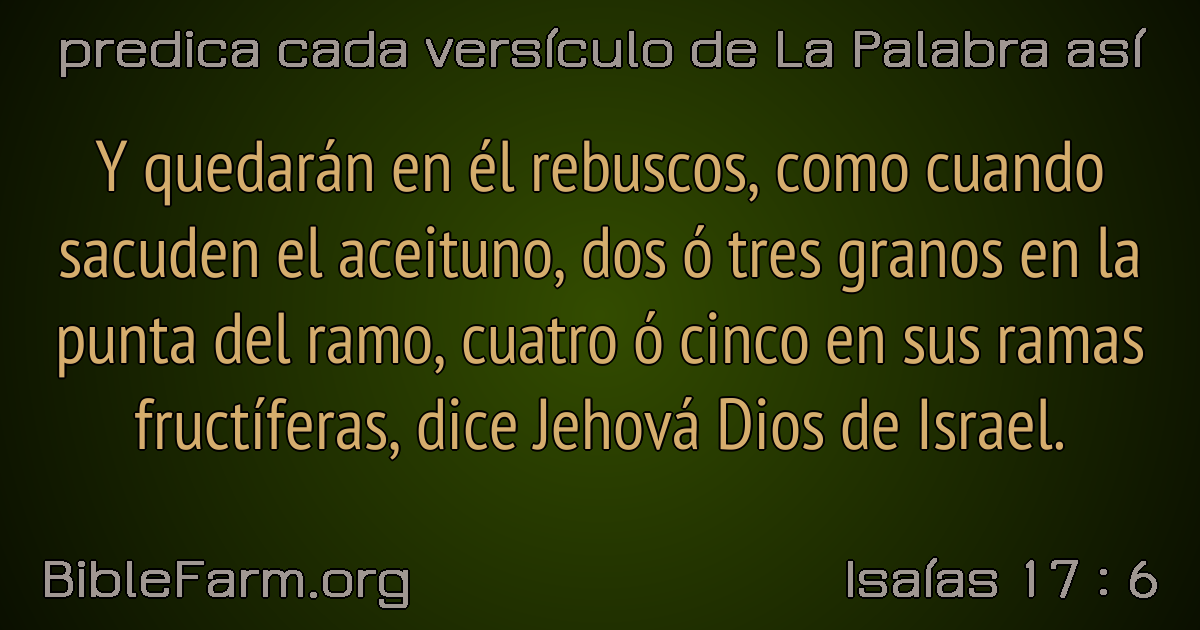 predica cada versículo de La Palabra así
Y quedarán en él rebuscos, como cuando
sacuden el aceituno, dos ó tres granos en la
punta del ramo, cuatro ó cinco en sus ramas
fructíferas, dice Jehová Dios de Israel.
BibleFarm.org
Isaías 17 : 6